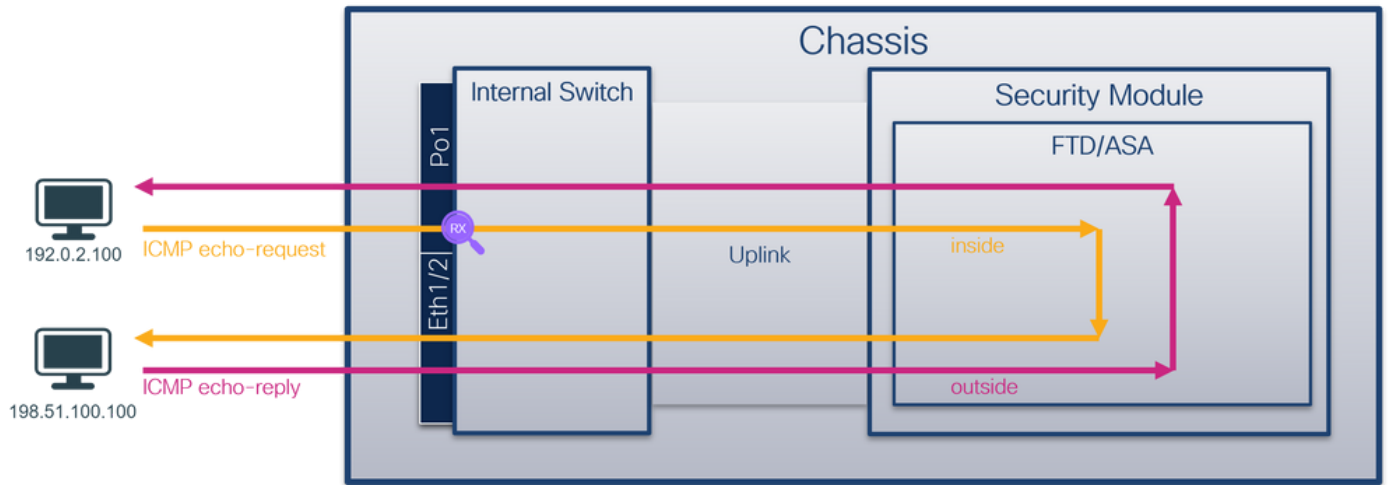 Chassis
Internal Switch
Security Module
FTD/ASA
Po1
192.0.2.100
ICMP echo-request
RX
Uplink
inside
Eth1/2
198.51.100.100
ICMP echo-reply
outside